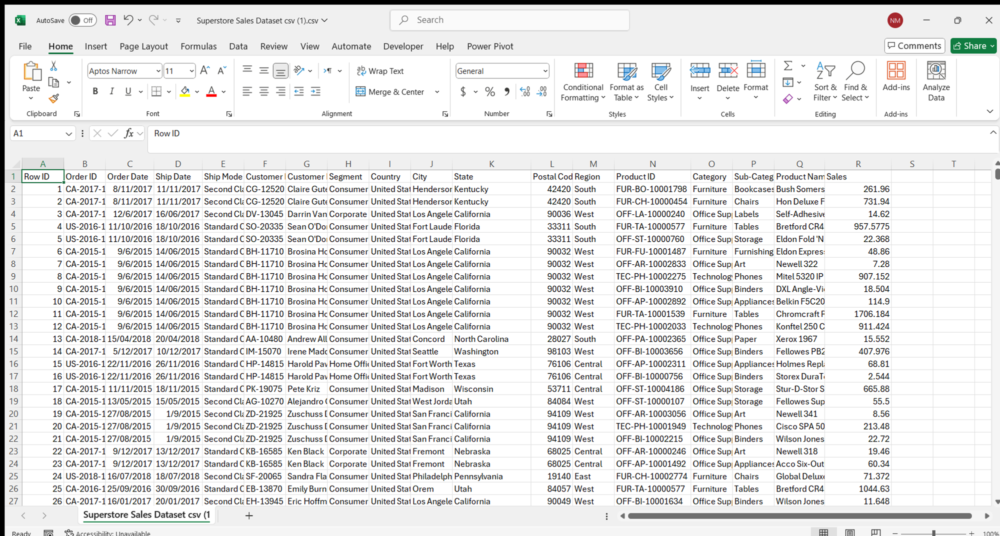 AutoSave Off Superstore Sales Dataset csv (1).csv Search NM
File Home Insert Page Layout Formulas Data Review View Automate Developer Help Power Pivot Comments Share
Aptos Narrow 11 Wrap Text General
Paste B I U Merge & Center $ % Conditional Formatting Format as Table Cell Styles Insert Delete Format Sort & Filter Find & Select Add-ins Analyze Data
Clipboard Font Alignment Number Styles Cells Editing Add-ins
A1 fx Row ID
A B C D E F G H I J K L M N O P Q R S T
1 Row ID Order ID Order Date Ship Date Ship Mode Customer Customer Segment Country City State Postal Cod Region Product ID Category Sub-Categ Product Nam Sales
2 1 CA-2017-1 8/11/2017 11/11/2017 Second Cla CG-12520 Claire Gute Consumer United Stat Henderson Kentucky 42420 South FUR-BO-10001798 Furniture Bookcases Bush Somers 261.96
3 2 CA-2017-1 8/11/2017 11/11/2017 Second Cla CG-12520 Claire Gute Consumer United Stat Henderson Kentucky 42420 South FUR-CH-10000454 Furniture Chairs Hon Deluxe F 731.94
4 3 CA-2017-1 12/6/2017 16/06/2017 Second Cla DV-13045 Darrin Van Corporate United Stat Los Angele California 90036 West OFF-LA-10000240 Office Sup Labels Self-Adhesive 14.62
5 4 US-2016-1 11/10/2016 18/10/2016 Standard C SO-20335 Sean O'Do United Stat Fort Laude Florida 33311 South FUR-TA-10000577 Furniture Tables Bretford CR4 957.5775
6 5 US-2016-1 11/10/2016 18/10/2016 Standard C SO-20335 Sean O'Do Consumer United Stat Fort Laude Florida 33311 South OFF-ST-10000760 Office Sup Storage Eldon Fold 'N 22.368
7 6 CA-2015-1 9/6/2015 14/06/2015 Standard C BH-11710 Brosina Ho Consumer United Stat Los Angele California 90032 West FUR-FU-10001487 Furniture Furnishing Eldon Expres 48.86
8 7 CA-2015-1 9/6/2015 14/06/2015 Standard C BH-11710 Brosina Ho Consumer United Stat Los Angele California 90032 West OFF-AR-10002833 Office Sup Art Newell 322 7.28
9 8 CA-2015-1 9/6/2015 14/06/2015 Standard C BH-11710 Brosina Ho Consumer United Stat Los Angele California 90032 West TEC-PH-10002275 Technolog Phones Mitel 5320 IP 907.152
10 9 CA-2015-1 9/6/2015 14/06/2015 Standard C BH-11710 Brosina Ho Consumer United Stat Los Angele California 90032 West OFF-BI-10003910 Office Sup Binders DXL Angle-Vi 18.504
11 10 CA-2015-1 9/6/2015 14/06/2015 Standard C BH-11710 Brosina Ho Consumer United Stat Los Angele California 90032 West OFF-AP-10002892 Office Sup Appliances Belkin F5C20 114.9
12 11 CA-2015-1 9/6/2015 14/06/2015 Standard C BH-11710 Brosina Ho Consumer United Stat Los Angele California 90032 West FUR-TA-10001539 Furniture Tables Chromcraft R 1706.184
13 12 CA-2015-1 9/6/2015 14/06/2015 Standard C BH-11710 Brosina Ho Consumer United Stat Los Angele California 90032 West TEC-PH-10002033 Technolog Phones Konftel 250 C 911.424
14 13 CA-2018-1 15/04/2018 20/04/2018 Standard C AA-10480 Andrew All Consumer United Stat Concord North Carolina 28027 South OFF-PA-10002365 Office Sup Paper Xerox 1967 15.552
15 14 CA-2017-1 5/12/2017 10/12/2017 Standard C IM-15070 Irene Madd Consumer United Stat Seattle Washington 98103 West OFF-BI-10003656 Office Sup Binders Fellowes PB2 407.976
16 15 US-2016-1 22/11/2016 26/11/2016 Standard C HP-14815 Harold Pav Home Offi United Stat Fort Worth Texas 76106 Central OFF-AP-10002311 Office Sup Appliances Holmes Repl 68.81
17 16 US-2016-1 22/11/2016 26/11/2016 Standard C HP-14815 Harold Pav Home Offi United Stat Fort Worth Texas 76106 Central OFF-BI-10000756 Office Sup Binders Storex DuraT 2.544
18 17 CA-2015-1 11/11/2015 18/11/2015 Standard C PK-19075 Pete Kriz Consumer United Stat Madison Wisconsin 53711 Central OFF-ST-10004186 Office Sup Storage Stur-D-Stor S 665.88
19 18 CA-2015-1 13/05/2015 15/05/2015 Second Cla AG-10270 Alejandro Consumer United Stat West Jorda Utah 84084 West OFF-ST-10000107 Office Sup Storage Fellowes Sup 55.5
20 19 CA-2015-1 27/08/2015 1/9/2015 Second Cla ZD-21925 Zuschuss Consumer United Stat San Franci California 94109 West OFF-AR-10003056 Office Sup Art Newell 341 8.56
21 20 CA-2015-1 27/08/2015 1/9/2015 Second Cla ZD-21925 Zuschuss Consumer United Stat San Franci California 94109 West TEC-PH-10001949 Technolog Phones Cisco SPA 50 213.48
22 21 CA-2015-1 27/08/2015 1/9/2015 Second Cla ZD-21925 Zuschuss Consumer United Stat San Franci California 94109 West OFF-BI-10002215 Office Sup Binders Wilson Jones 22.72
23 22 CA-2017-1 9/12/2017 13/12/2017 Standard C KB-16585 Ken Black Corporate United Stat Fremont Nebraska 68025 Central OFF-AR-10000246 Office Sup Art Newell 318 19.46
24 23 CA-2017-1 9/12/2017 13/12/2017 Standard C KB-16585 Ken Black Corporate United Stat Fremont Nebraska 68025 Central OFF-AP-10001492 Office Sup Appliances Acco Six-Out 60.34
25 24 US-2018-1 16/07/2018 18/07/2018 Second Cla SF-20065 Sandra Fla Consumer United Stat Philadelph Pennsylvania 19140 East FUR-CH-10002774 Furniture Chairs Global Delux 71.372
26 25 CA-2016-1 25/09/2016 30/09/2016 Standard C EB-13870 Emily Burn Consumer United Stat Orem Utah 84057 West FUR-TA-10000577 Furniture Tables Bretford CR4 1044.63
27 26 CA-2017-1 16/01/2017 20/01/2017 Second Cla EH-13945 Eric Hoffm Consumer United Stat Los Angele California 90049 West OFF-BI-10001634 Office Sup Binders Wilson Jones 11.648
Superstore Sales Dataset csv (1
Ready Accessibility: Unavailable 100%